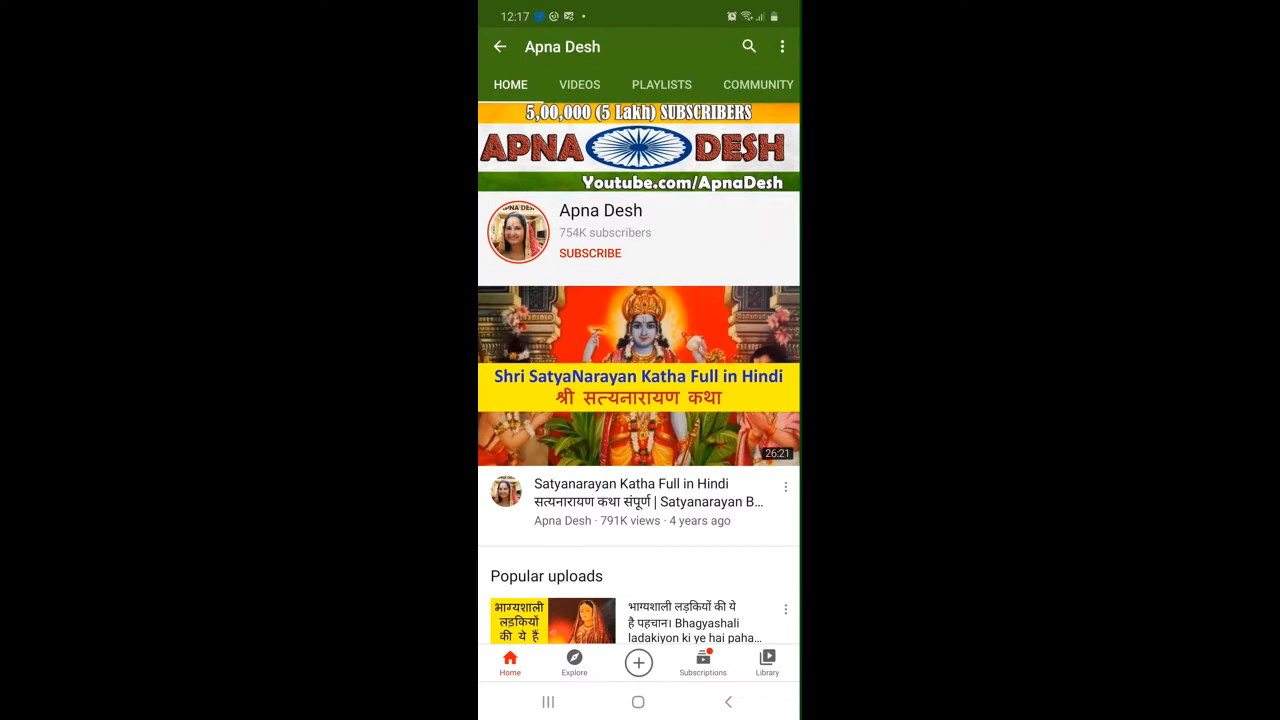 12:17
Apna Desh
HOME VIDEOS PLAYLISTS COMMUNITY
5,00,000 (5 Lakh) SUBSCRIBERS
APNA DESH
Youtube.com/ApnaDesh
Apna Desh
754K subscribers
SUBSCRIBE
Shri SatyaNarayan Katha Full in Hindi
श्री सत्यनारायण कथा
26:21
Satyanarayan Katha Full in Hindi
सत्यनारायण कथा संपूर्ण | Satyanarayan B...
Apna Desh · 791K views · 4 years ago
Popular uploads
भाग्यशाली
लडकियों
की ये हैं
भाग्यशाली लड़कियों की ये
है पहचान। Bhagyashali
ladakiyon ki ye hai paha...
Home Explore Subscriptions Library